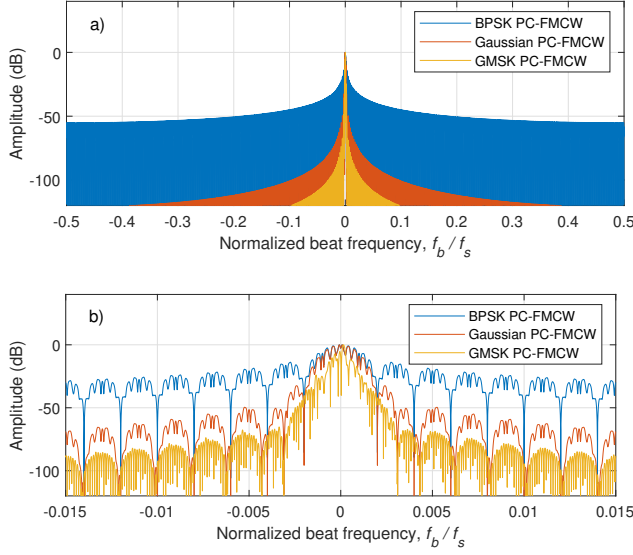 a)
BPSK PC-FMCW
Gaussian PC-FMCW
GMSK PC-FMCW
Amplitude (dB)
0
-50
-100
-0.5 -0.4 -0.3 -0.2 -0.1 0 0.1 0.2 0.3 0.4 0.5
Normalized beat frequency, f_b / f_s
b)
BPSK PC-FMCW
Gaussian PC-FMCW
GMSK PC-FMCW
Amplitude (dB)
0
-50
-100
-0.015 -0.01 -0.005 0 0.005 0.01 0.015
Normalized beat frequency, f_b / f_s